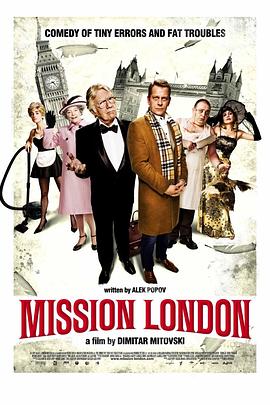 COMEDY OF TINY ERRORS AND FAT TROUBLES
written by ALEK POPOV
MISSION LONDON
a film by DIMITAR MITOVSKI